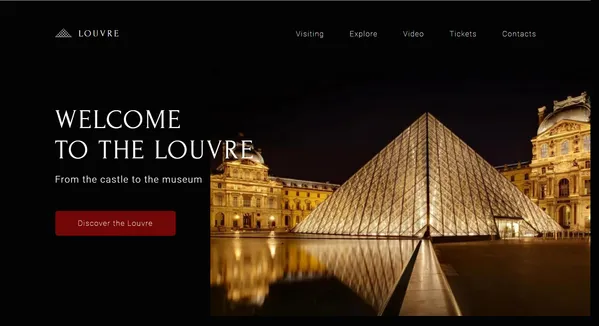 LOUVRE
Visiting Explore Video Tickets Contacts
WELCOME
TO THE LOUVRE
From the castle to the museum
Discover the Louvre